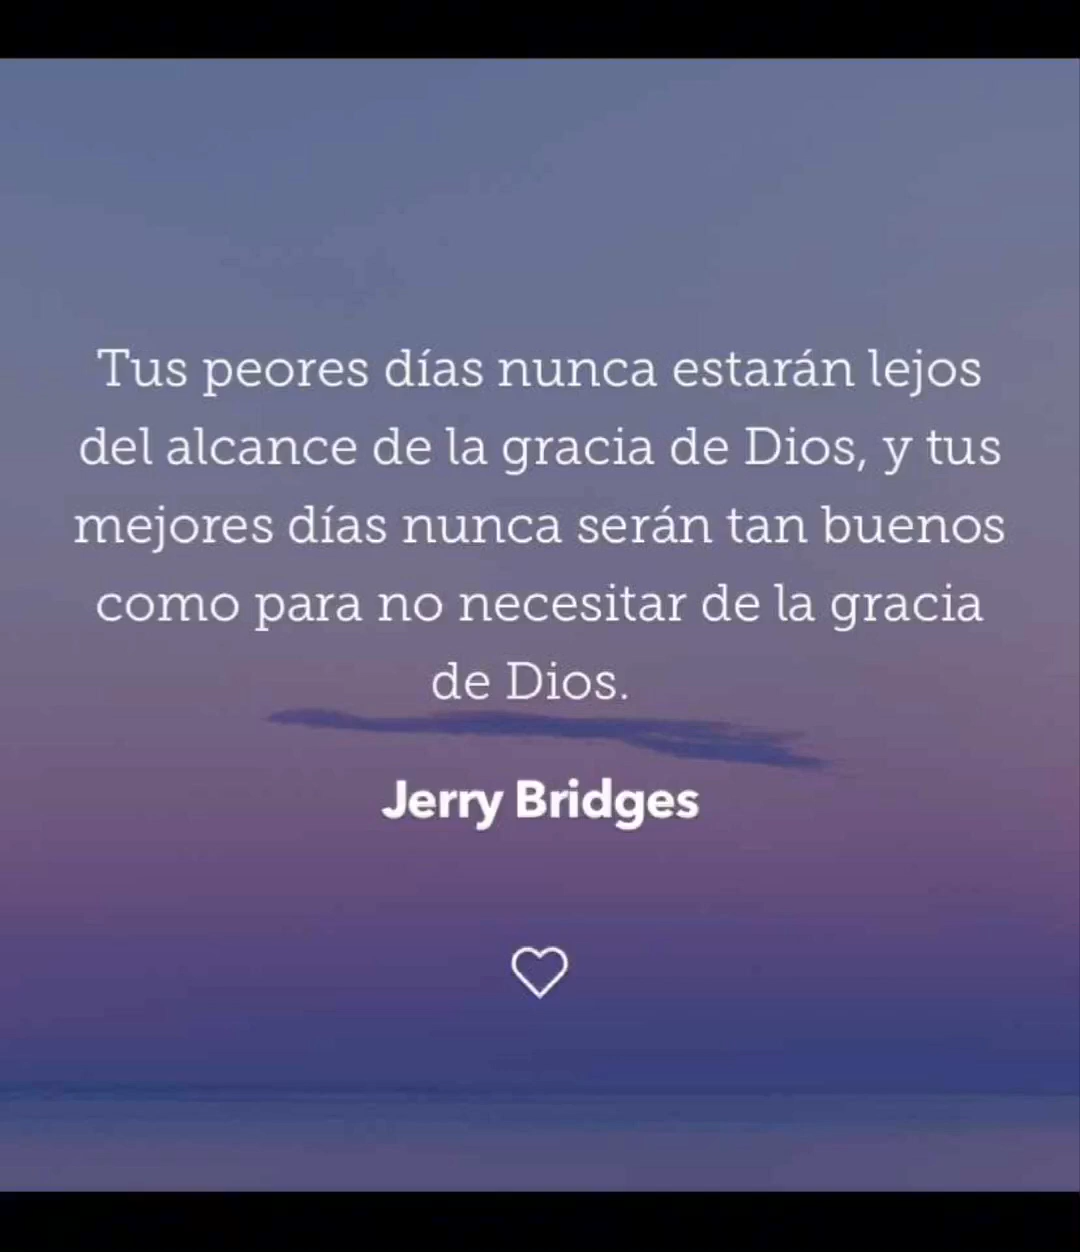 Tus peores días nunca estarán lejos
del alcance de la gracia de Dios, y tus
mejores días nunca serán tan buenos
como para no necesitar de la gracia
de Dios.
Jerry Bridges